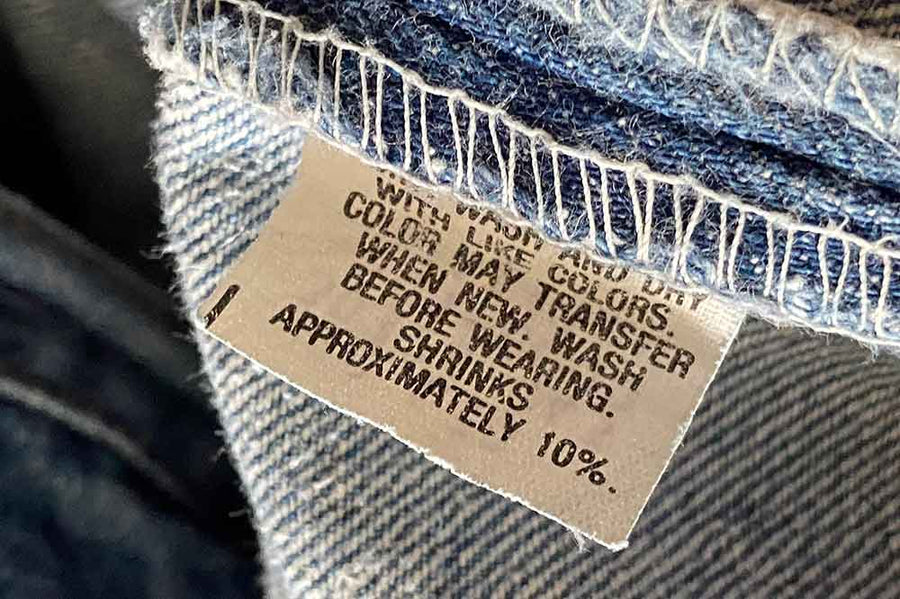 WASH AND DRY
WITH LIKE COLORS.
COLOR MAY TRANSFER
WHEN NEW. WASH
BEFORE WEARING.
SHRINKS
APPROXIMATELY 10%.